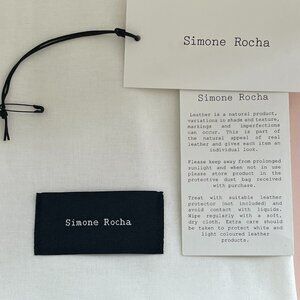 Simone Rocha
Simone Rocha
Leather is a natural product,
variations in shade and texture,
markings and imperfections
can occur. This is part of
the natural appeal of real
leather and gives each item an
individual look.
Please keep away from prolonged
sunlight and when not in use
please store product in the
protective dust bag received
with purchase.
Treat with suitable leather
protector (not included) and
avoid contact with liquids.
Wipe regularly with a soft,
dry cloth. Extra care should
be taken to protect white and
light coloured leather
products.
Simone Rocha